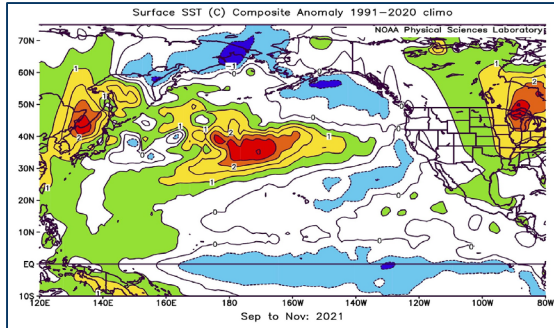 Surface SST (C) Composite Anomaly 1991-2020 climo
NOAA Physical Sciences Laboratory
70N
60N
50N
40N
30N
20N
10N
EQ
10S
120E 140E 160E 180 160W 140W 120W 100W 80W
Sep to Nov: 2021